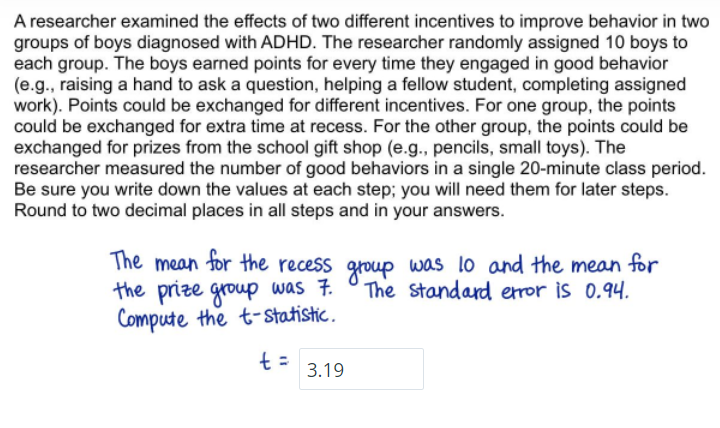 A researcher examined the effects of two different incentives to improve behavior in two
groups of boys diagnosed with ADHD. The researcher randomly assigned 10 boys to
each group. The boys earned points for every time they engaged in good behavior
(e.g., raising a hand to ask a question, helping a fellow student, completing assigned
work). Points could be exchanged for different incentives. For one group, the points
could be exchanged for extra time at recess. For the other group, the points could be
exchanged for prizes from the school gift shop (e.g., pencils, small toys). The
researcher measured the number of good behaviors in a single 20-minute class period.
Be sure you write down the values at each step; you will need them for later steps.
Round to two decimal places in all steps and in your answers.
The mean for the recess group was 10 and the mean for
the prize group was 7. The standard error is 0.94.
Compute the t-statistic.
t = 3.19